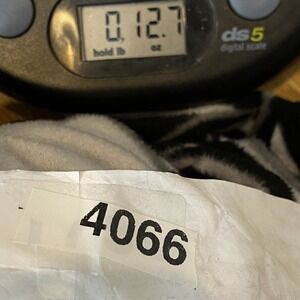 0. 12.7
hold lb oz
ds5
digital scale
4066